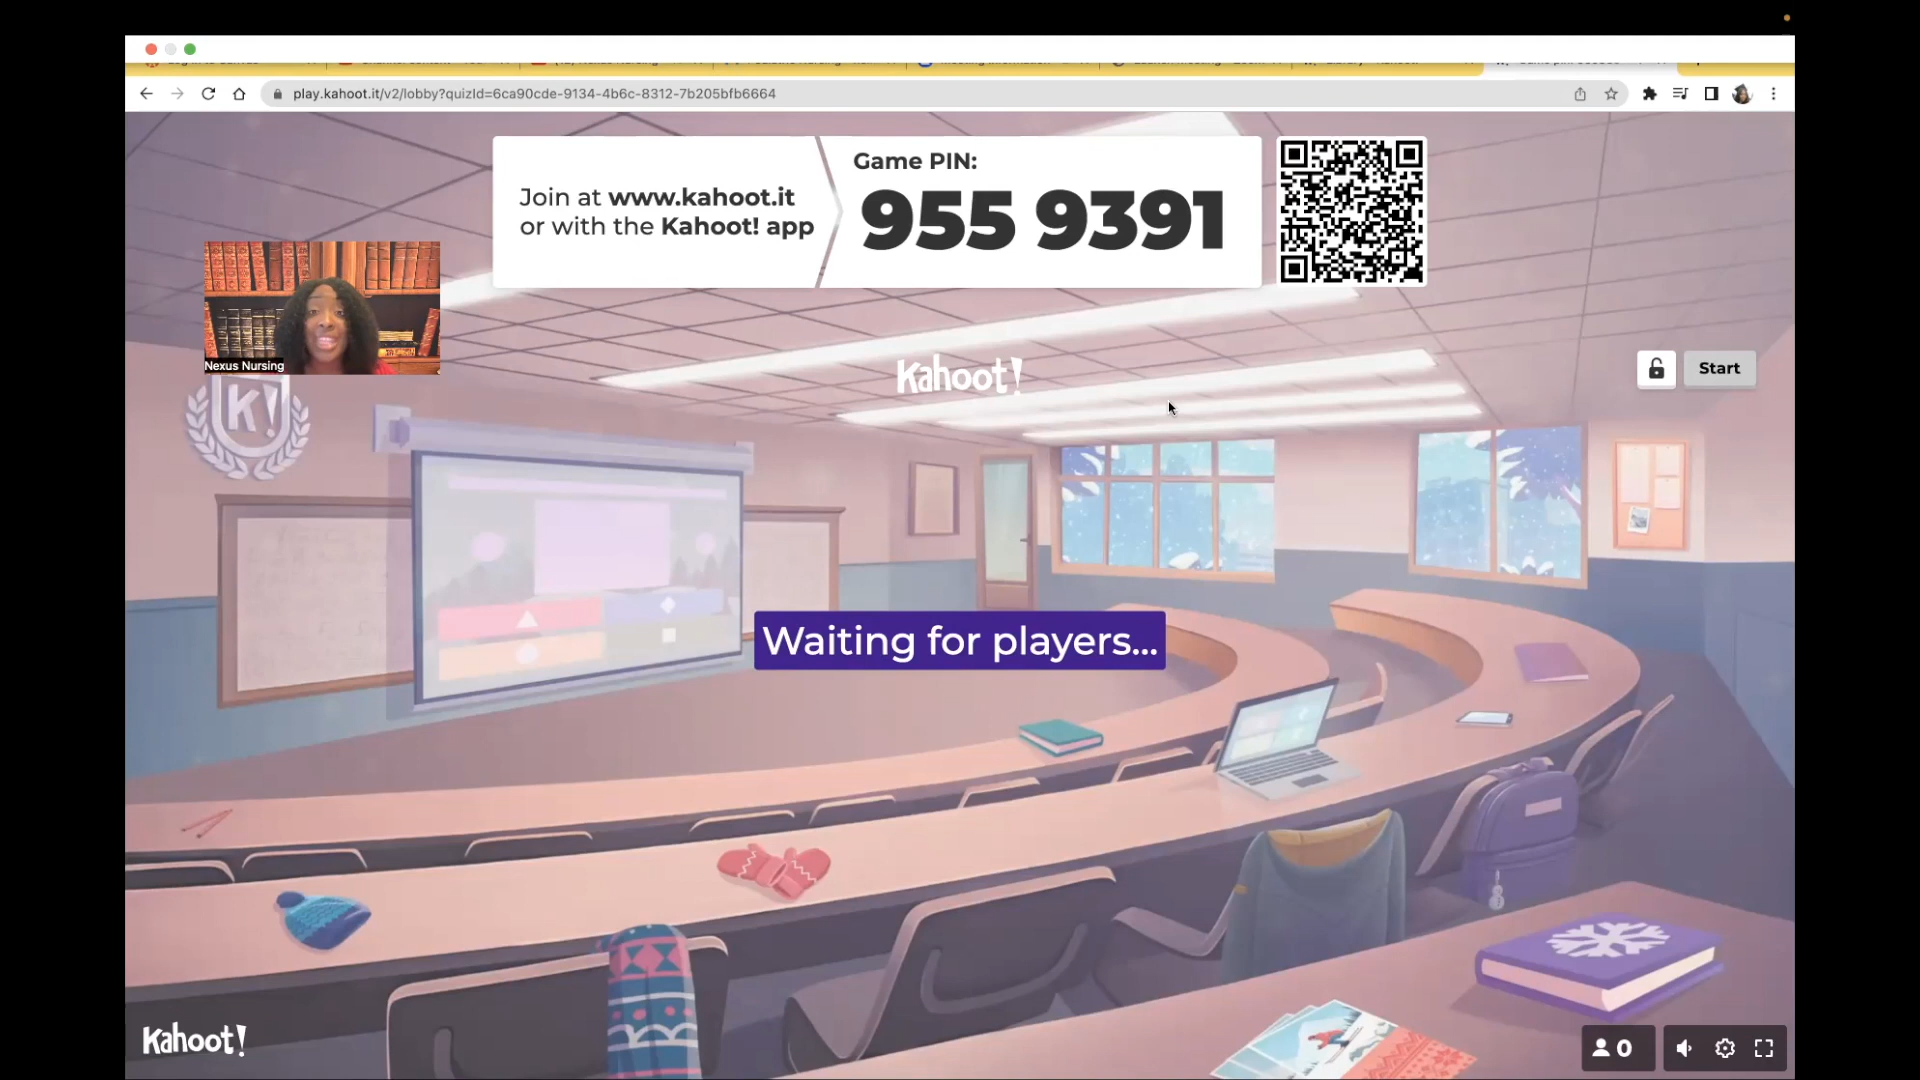 play.kahoot.it/v2/lobby?quizId=6ca90cde-9134-4b6c-8312-7b205bfb6664
Join at www.kahoot.it
or with the Kahoot! app
Game PIN:
955 9391
Nexus Nursing
K!
Kahoot!
Start
Waiting for players...
Kahoot!
0